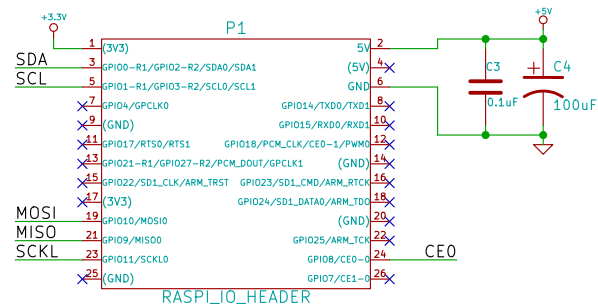 +3.3V
P1
+5V
1 (3V3) 5V 2
SDA 3 GPIO0-R1/GPIO2-R2/SDA0/SDA1 (5V) 4
SCL 5 GPIO1-R1/GPIO3-R2/SCL0/SCL1 GND 6
C3
0.1uF
C4
100uF
7 GPIO4/GPCLK0 GPIO14/TXD0/TXD1 8
9 (GND) GPIO15/RXD0/RXD1 10
11 GPIO17/RTS0/RTS1 GPIO18/PCM_CLK/CE0-1/PWM0 12
13 GPIO21-R1/GPIO27-R2/PCM_DOUT/GPCLK1 (GND) 14
15 GPIO22/SD1_CLK/ARM_TRST GPIO23/SD1_CMD/ARM_RTCK 16
17 (3V3) GPIO24/SD1_DATA0/ARM_TDO 18
MOSI 19 GPIO10/MOSI0 (GND) 20
MISO 21 GPIO9/MISO0 GPIO25/ARM_TCK 22
SCKL 23 GPIO11/SCKL0 GPIO8/CE0-0 24 CE0
25 (GND) GPIO7/CE1-0 26
RASPI_IO_HEADER